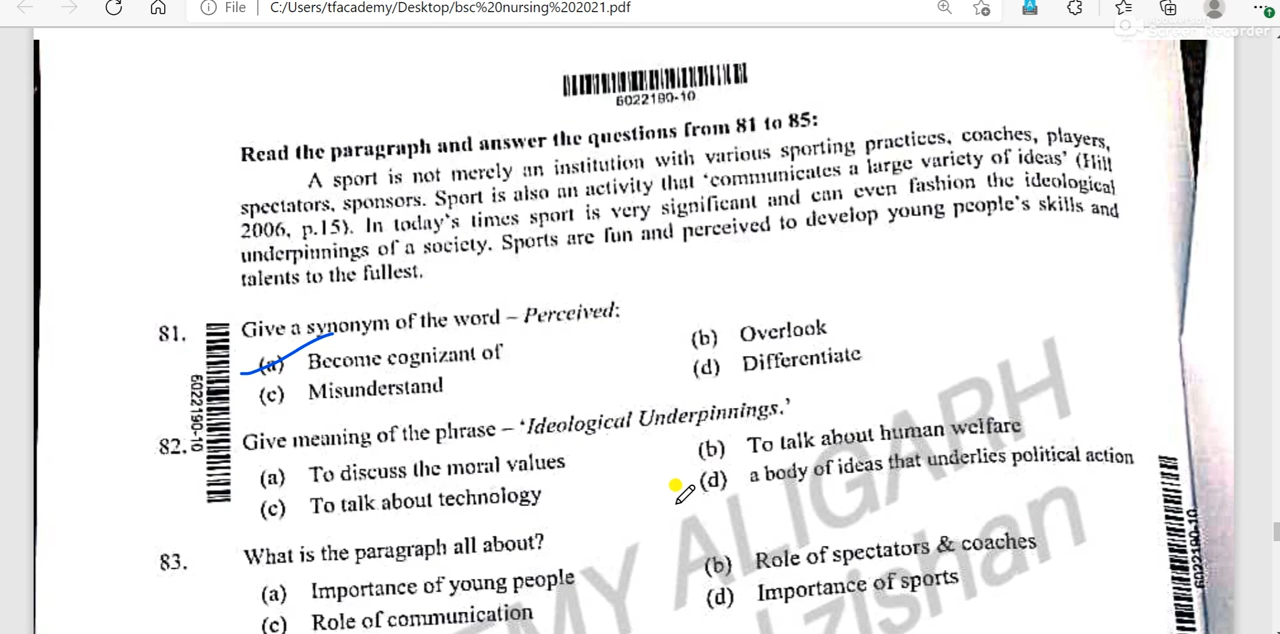 File C:/Users/tfacademy/Desktop/bsc%20nursing%202021.pdf
Screen Recorder
6022190-10
Read the paragraph and answer the questions from 81 to 85:
A sport is not merely an institution with various sporting practices, coaches, players,
spectators, sponsors. Sport is also an activity that ‘communicates a large variety of ideas’ (Hill
2006, p.15). In today’s times sport is very significant and can even fashion the ideological
underpinnings of a society. Sports are fun and perceived to develop young people’s skills and
talents to the fullest.
81. Give a synonym of the word – Perceived:
(a) Become cognizant of
(b) Overlook
(c) Misunderstand
(d) Differentiate
6022190-10
82. Give meaning of the phrase – ‘Ideological Underpinnings.’
(a) To discuss the moral values
(b) To talk about human welfare
(c) To talk about technology
(d) a body of ideas that underlies political action
83. What is the paragraph all about?
(a) Importance of young people
(b) Role of spectators & coaches
(c) Role of communication
(d) Importance of sports
6022190-10
EMY ALIGARH
zishan